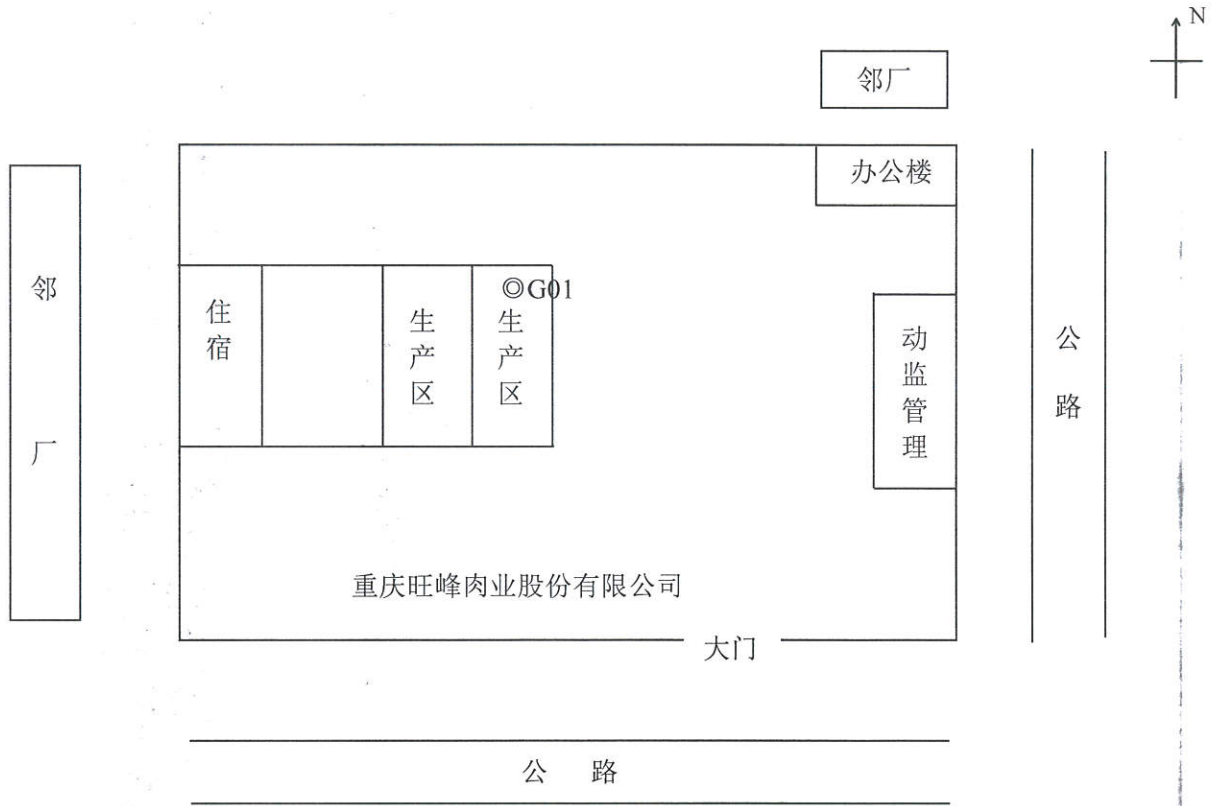 N
邻厂
办公楼
邻厂
住宿
生产区
◎G01
生产区
动监管理
公路
重庆旺峰肉业股份有限公司
大门
公路